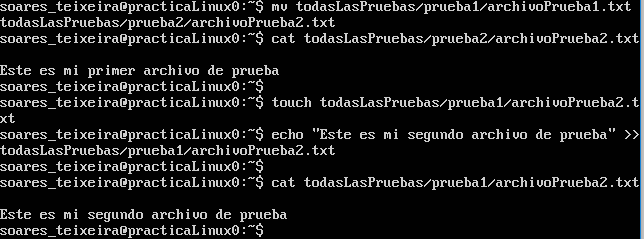 soares_teixeira@practicaLinux0:~$ mv todasLasPruebas/prueba1/archivoPrueba1.txt
todasLasPruebas/prueba2/archivoPrueba2.txt
soares_teixeira@practicaLinux0:~$ cat todasLasPruebas/prueba2/archivoPrueba2.txt
Este es mi primer archivo de prueba
soares_teixeira@practicaLinux0:~$
soares_teixeira@practicaLinux0:~$ touch todasLasPruebas/prueba1/archivoPrueba2.t
xt
soares_teixeira@practicaLinux0:~$ echo "Este es mi segundo archivo de prueba" >>
todasLasPruebas/prueba1/archivoPrueba2.txt
soares_teixeira@practicaLinux0:~$
soares_teixeira@practicaLinux0:~$ cat todasLasPruebas/prueba1/archivoPrueba2.txt
Este es mi segundo archivo de prueba
soares_teixeira@practicaLinux0:~$